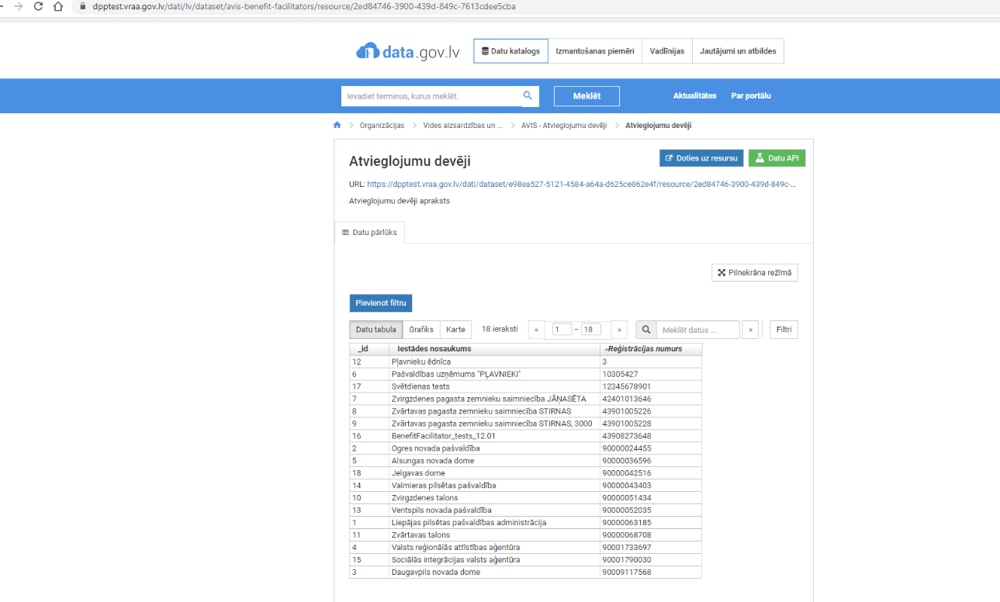 dpptest.vraa.gov.lv/dati/lv/dataset/avis-benefit-facilitators/resource/2ed84746-3900-439d-849c-7613cdee5cba
data.gov.lv
Datu katalogs
Izmantošanas piemēri
Vadlīnijas
Jautājumi un atbildes
Ievadiet terminus, kurus meklēt.
Meklēt
Aktualitātes
Par portālu
Organizācijas > Vides aizsardzības un ... > AVIS - Atvieglojumu devēji > Atvieglojumu devēji
Atvieglojumu devēji
Doties uz resursu
Datu API
URL: https://dpptest.vraa.gov.lv/dati/dataset/e98ea527-5121-4584-a64a-d625ce862e4f/resource/2ed84746-3900-439d-849c-...
Atvieglojumu devēji apraksts
Datu pārlūks
Pilnekrāna režīmā
Pievienot filtru
Datu tabula Grafiks Karte 18 ieraksti « 1 – 18 » Meklēt datus ... » Filtri
_id Iestādes nosaukums Reģistrācijas numurs
12 Pļavnieku ēdnīca 3
6 Pašvaldības uzņēmums "PĻAVNIEKI" 10305427
17 Svētdienas tests 12345678901
7 Zvirgzdenes pagasta zemnieku saimniecība JĀŅASĒTA 42401013646
8 Zvārtavas pagasta zemnieku saimniecība STIRNAS 43901005226
9 Zvārtavas pagasta zemnieku saimniecība STIRNAS, 3000 43901005228
16 BenefitFacilitator_tests_12.01 43908273648
2 Ogres novada pašvaldība 90000024455
5 Alsungas novada dome 90000036596
18 Jelgavas dome 90000042516
14 Valmieras pilsētas pašvaldība 90000043403
10 Zvirgzdenes talons 90000051434
13 Ventspils novada pašvaldība 90000052035
1 Liepājas pilsētas pašvaldības administrācija 90000063185
11 Zvārtavas talons 90000068708
4 Valsts reģionālās attīstības aģentūra 90001733697
15 Sociālās integrācijas valsts aģentūra 90001790030
3 Daugavpils novada dome 90009117568